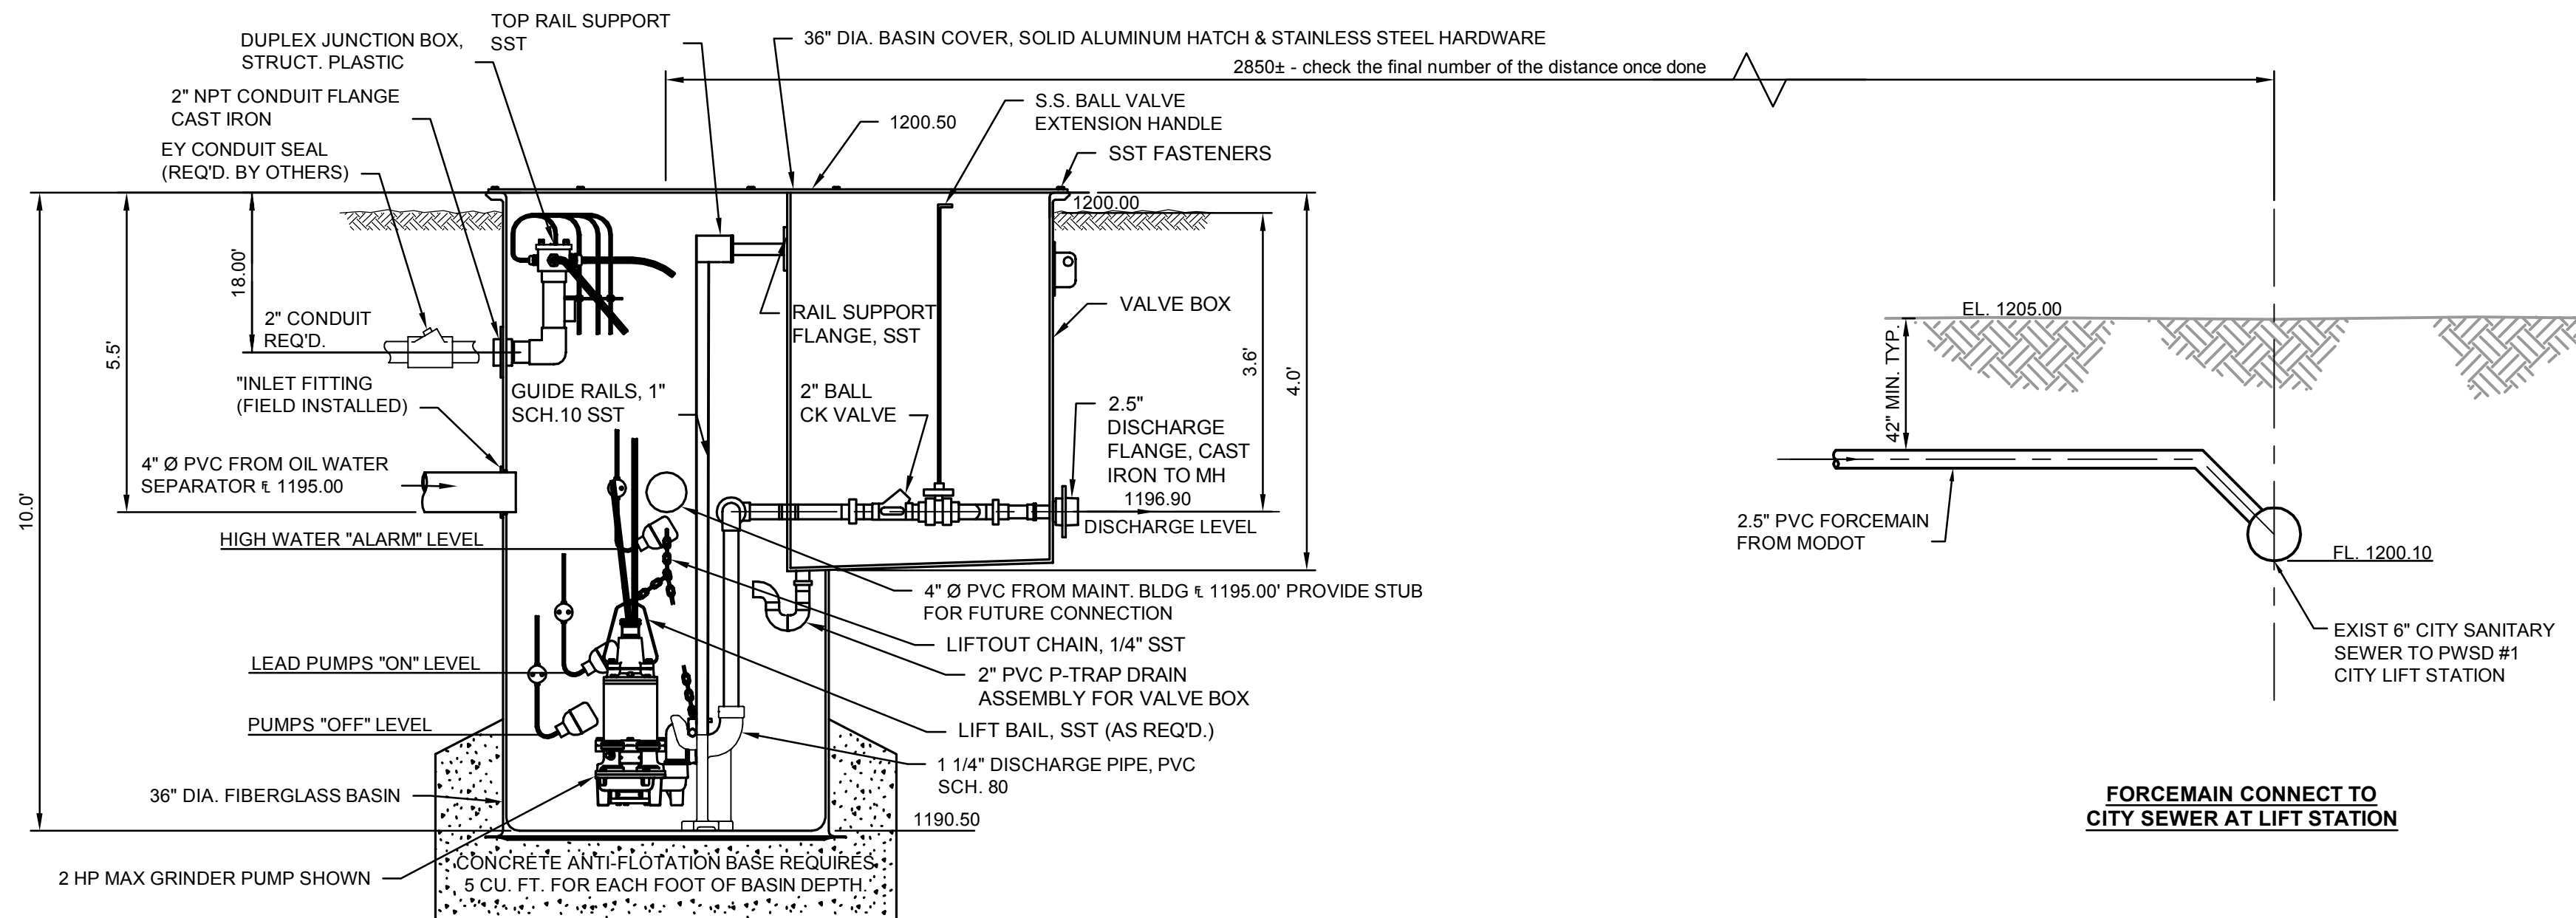 TOP RAIL SUPPORT
SST
DUPLEX JUNCTION BOX,
STRUCT. PLASTIC
36" DIA. BASIN COVER, SOLID ALUMINUM HATCH & STAINLESS STEEL HARDWARE
2850± - check the final number of the distance once done
2" NPT CONDUIT FLANGE
CAST IRON
S.S. BALL VALVE
EXTENSION HANDLE
1200.50
EY CONDUIT SEAL
(REQ'D. BY OTHERS)
SST FASTENERS
1200.00
18.00'
2" CONDUIT
REQ'D.
5.5'
10.0'
RAIL SUPPORT
FLANGE, SST
VALVE BOX
3.6'
4.0'
"INLET FITTING
(FIELD INSTALLED)
GUIDE RAILS, 1"
SCH.10 SST
2" BALL
CK VALVE
2.5"
DISCHARGE
FLANGE, CAST
IRON TO MH
1196.90
DISCHARGE LEVEL
4" Ø PVC FROM OIL WATER
SEPARATOR ℄ 1195.00
HIGH WATER "ALARM" LEVEL
4" Ø PVC FROM MAINT. BLDG ℄ 1195.00' PROVIDE STUB
FOR FUTURE CONNECTION
LIFTOUT CHAIN, 1/4" SST
LEAD PUMPS "ON" LEVEL
2" PVC P-TRAP DRAIN
ASSEMBLY FOR VALVE BOX
PUMPS "OFF" LEVEL
LIFT BAIL, SST (AS REQ'D.)
1 1/4" DISCHARGE PIPE, PVC
SCH. 80
36" DIA. FIBERGLASS BASIN
1190.50
CONCRETE ANTI-FLOTATION BASE REQUIRES
5 CU. FT. FOR EACH FOOT OF BASIN DEPTH.
2 HP MAX GRINDER PUMP SHOWN
EL. 1205.00
42" MIN. TYP.
2.5" PVC FORCEMAIN
FROM MODOT
FL. 1200.10
EXIST 6" CITY SANITARY
SEWER TO PWSD #1
CITY LIFT STATION
FORCEMAIN CONNECT TO
CITY SEWER AT LIFT STATION